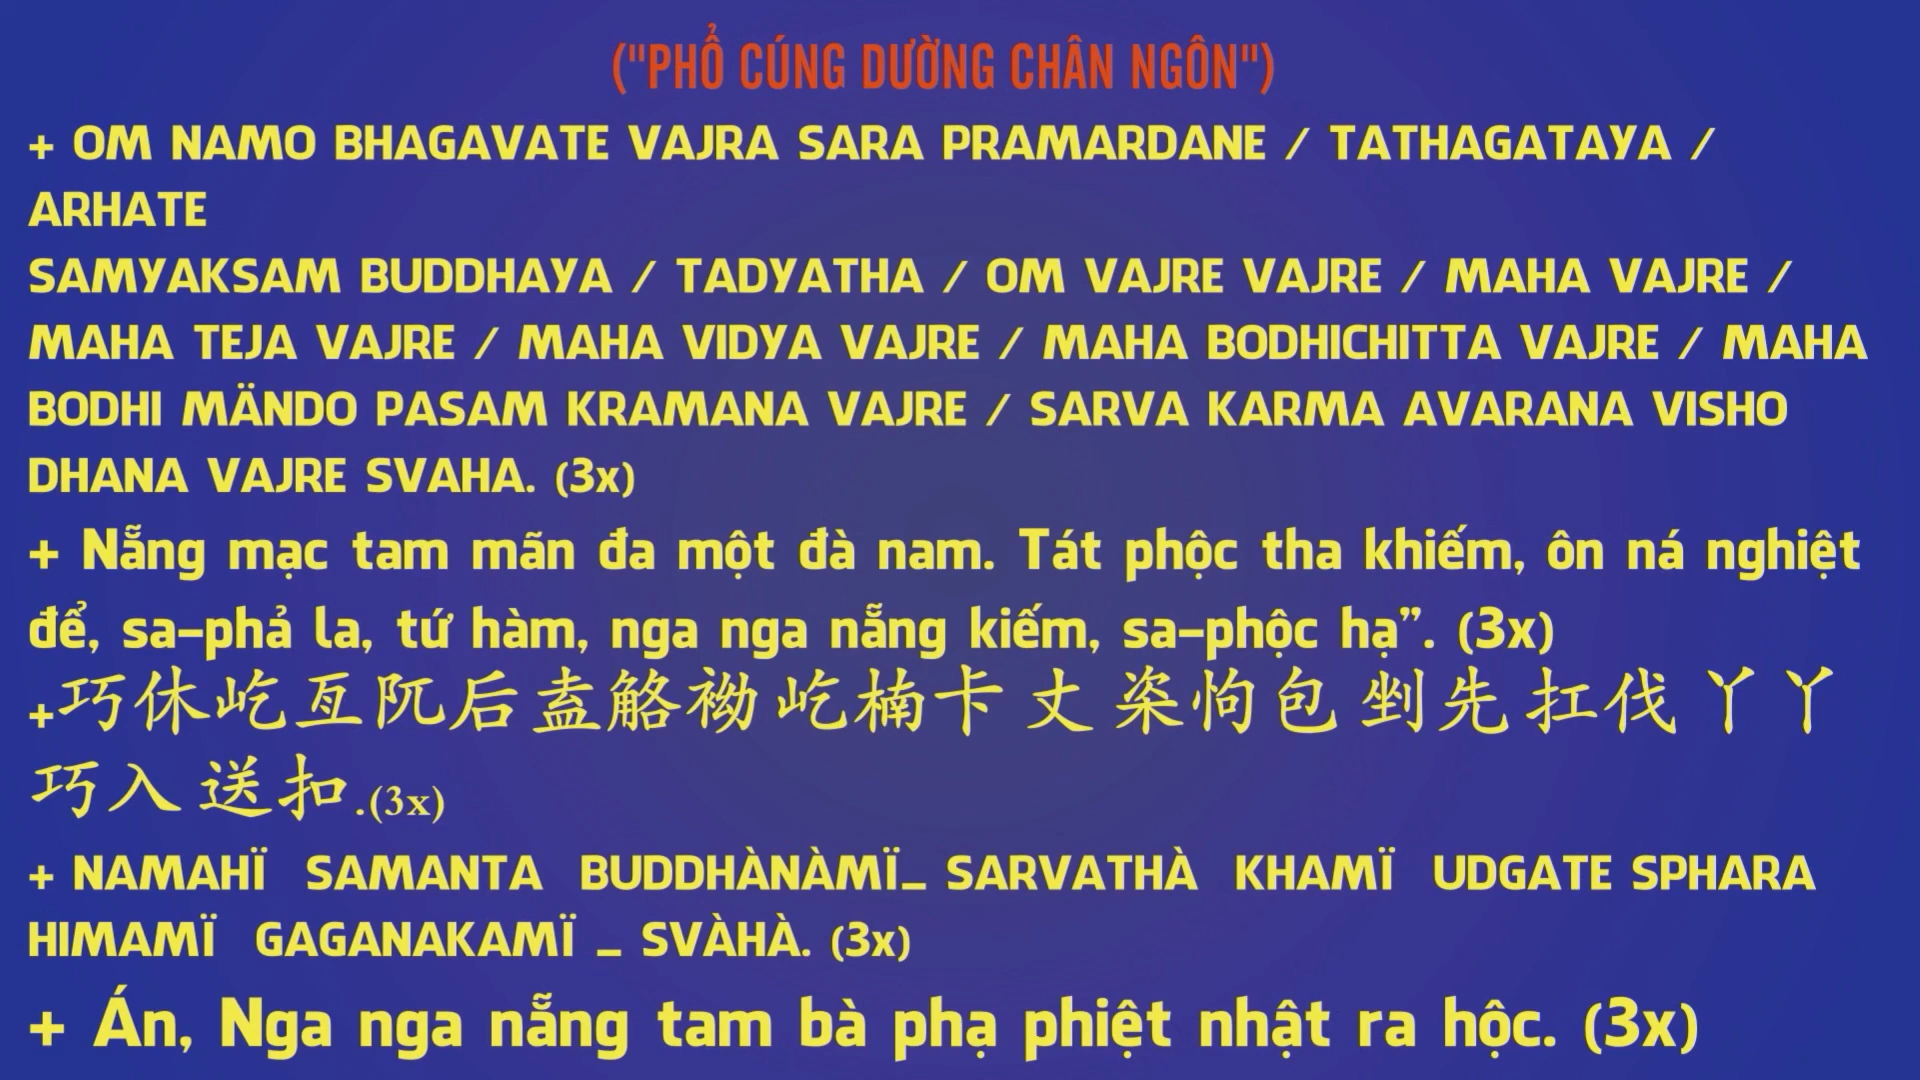 ("PHỔ CÚNG DƯỜNG CHÂN NGÔN")
+ OM NAMO BHAGAVATE VAJRA SARA PRAMARDANE / TATHAGATAYA /
ARHATE
SAMYAKSAM BUDDHAYA / TADYATHA / OM VAJRE VAJRE / MAHA VAJRE /
MAHA TEJA VAJRE / MAHA VIDYA VAJRE / MAHA BODHICHITTA VAJRE / MAHA
BODHI MÄNDO PASAM KRAMANA VAJRE / SARVA KARMA AVARANA VISHO
DHANA VAJRE SVAHA. (3x)
+ Nẵng mạc tam mãn đa một đà nam. Tát phộc tha khiếm, ôn ná nghiệt
để, sa-phả la, tứ hàm, nga nga nẵng kiếm, sa-phộc hạ”. (3x)
+巧休屹亙阢后盍觡袎屹楠卡丈桼怐包剉先扛伐丫丫
巧入送扣.(3x)
+ NAMAHÏ SAMANTA BUDDHÀNÀMÏ_ SARVATHÀ KHAMÏ UDGATE SPHARA
HIMAMÏ GAGANAKAMÏ _ SVÀHÀ. (3x)
+ Án, Nga nga nẵng tam bà phạ phiệt nhật ra hộc. (3x)